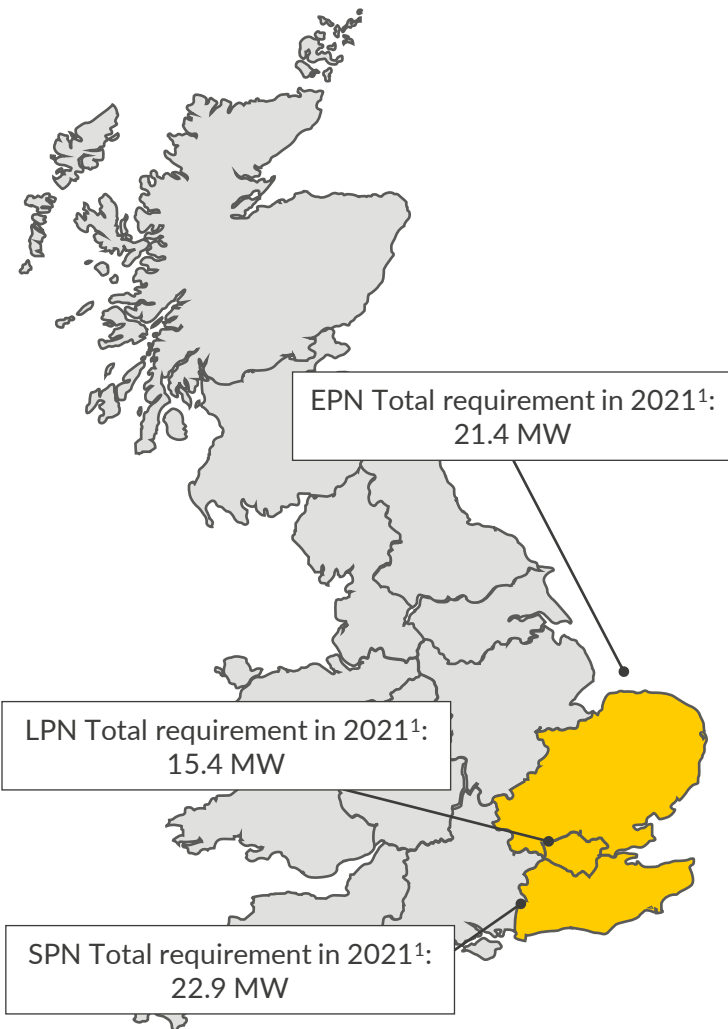 EPN Total requirement in 2021¹:
21.4 MW
LPN Total requirement in 2021¹:
15.4 MW
SPN Total requirement in 2021¹:
22.9 MW